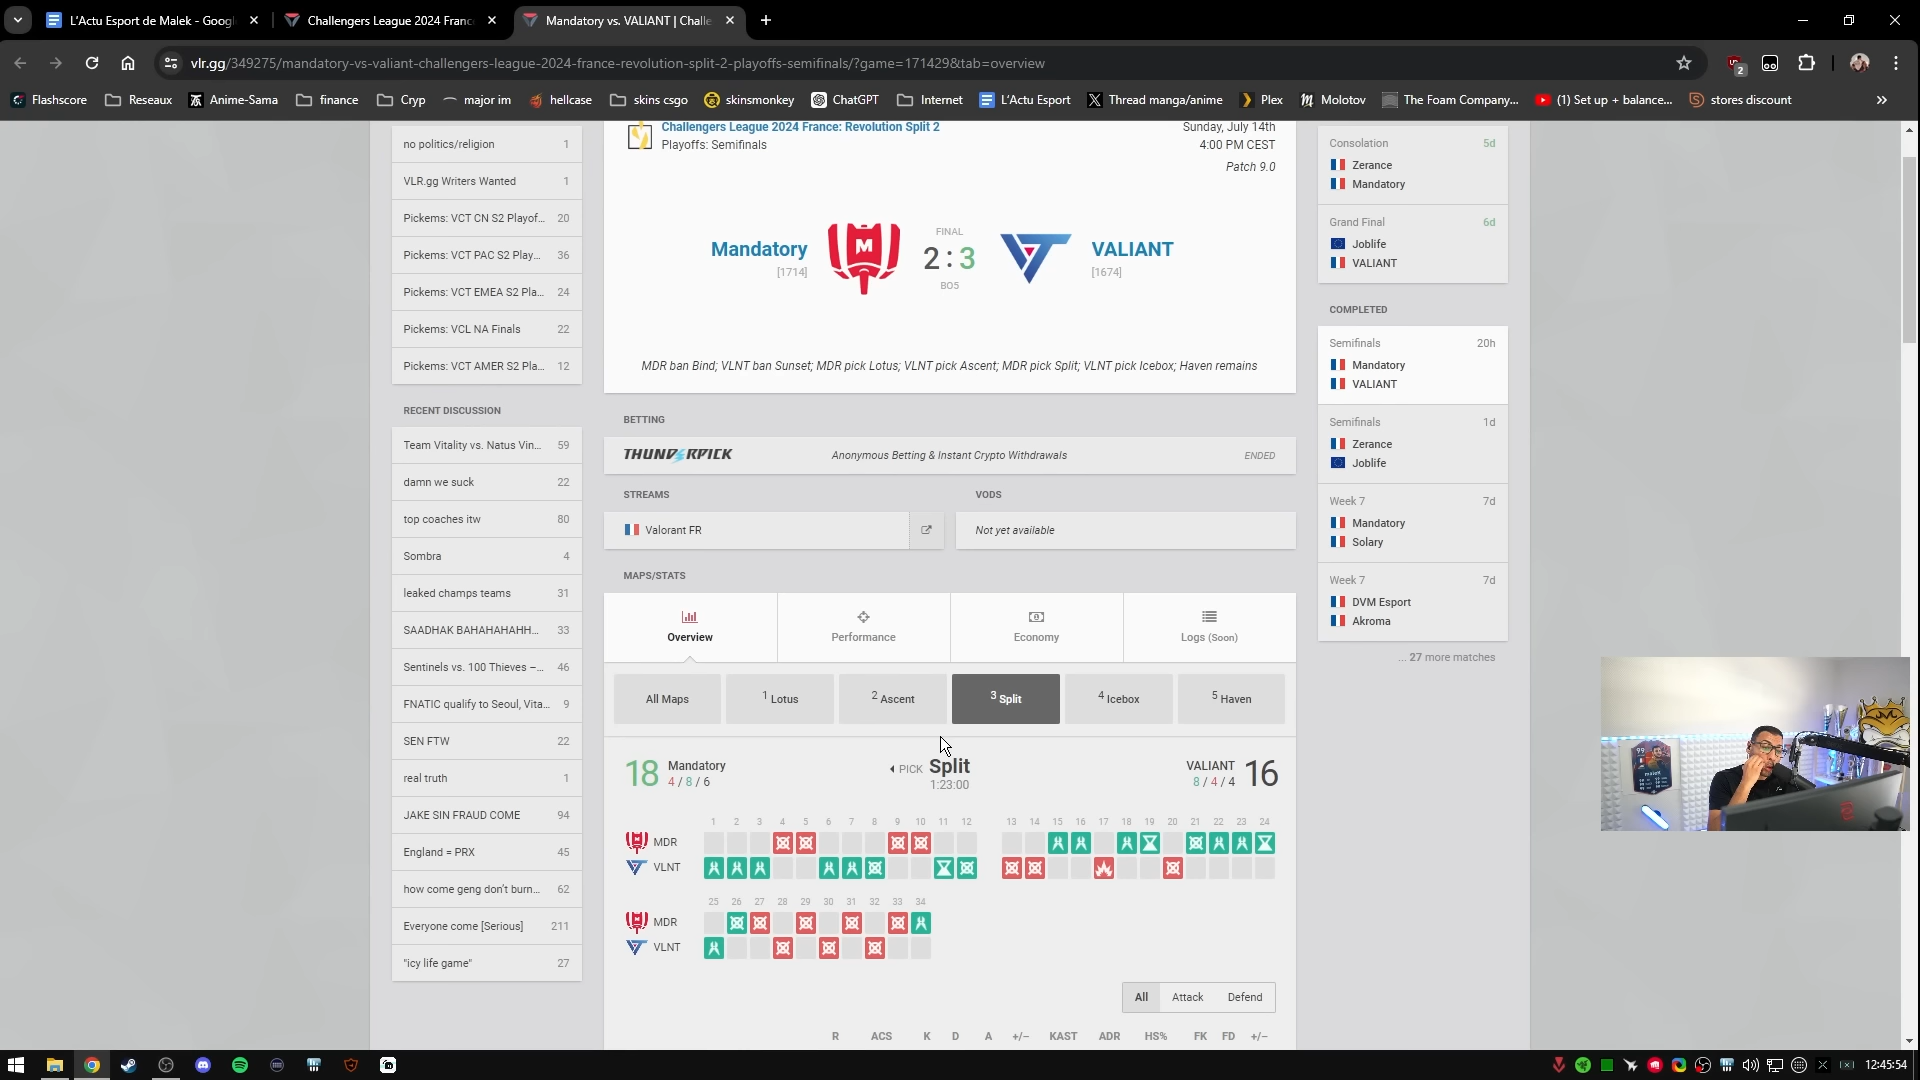 L'Actu Esport de Malek - Googl
Challengers League 2024 Franc
Mandatory vs. VALIANT | Challe
vlr.gg/349275/mandatory-vs-valiant-challengers-league-2024-france-revolution-split-2-playoffs-semifinals/?game=171429&tab=overview
2
Flashscore
Reseaux
Anime-Sama
finance
Cryp
major im
hellcase
skins csgo
skinsmonkey
ChatGPT
Internet
L'Actu Esport
Thread manga/anime
Plex
Molotov
The Foam Company...
(1) Set up + balance...
stores discount
no politics/religion 1
VLR.gg Writers Wanted 1
Pickems: VCT CN S2 Playof... 20
Pickems: VCT PAC S2 Play... 36
Pickems: VCT EMEA S2 Pla... 24
Pickems: VCL NA Finals 22
Pickems: VCT AMER S2 Pla... 12
RECENT DISCUSSION
Team Vitality vs. Natus Vin... 59
damn we suck 22
top coaches itw 80
Sombra 4
leaked champs teams 31
SAADHAK BAHAHAHAHH... 33
Sentinels vs. 100 Thieves –... 46
FNATIC qualify to Seoul, Vita... 9
SEN FTW 22
real truth 1
JAKE SIN FRAUD COME 94
England = PRX 45
how come geng don't burn... 62
Everyone come [Serious] 211
"icy life game" 27
Challengers League 2024 France: Revolution Split 2
Playoffs: Semifinals
Sunday, July 14th
4:00 PM CEST
Patch 9.0
Mandatory
[1714]
M
FINAL
2 : 3
BO5
VALIANT
[1674]
MDR ban Bind; VLNT ban Sunset; MDR pick Lotus; VLNT pick Ascent; MDR pick Split; VLNT pick Icebox; Haven remains
BETTING
THUNDERPICK
Anonymous Betting & Instant Crypto Withdrawals
ENDED
STREAMS
VODS
Valorant FR
Not yet available
MAPS/STATS
Overview
Performance
Economy
Logs (Soon)
All Maps
1 Lotus
2 Ascent
3 Split
4 Icebox
5 Haven
18 Mandatory
4 / 8 / 6
PICK Split
1:23:00
VALIANT 16
8 / 4 / 4
1 2 3 4 5 6 7 8 9 10 11 12 13 14 15 16 17 18 19 20 21 22 23 24
MDR
VLNT
25 26 27 28 29 30 31 32 33 34
MDR
VLNT
All Attack Defend
R ACS K D A +/– KAST ADR HS% FK FD +/–
Consolation 5d
Zerance
Mandatory
Grand Final 6d
Joblife
VALIANT
COMPLETED
Semifinals 20h
Mandatory
VALIANT
Semifinals 1d
Zerance
Joblife
Week 7 7d
Mandatory
Solary
Week 7 7d
DVM Esport
Akroma
... 27 more matches
99
12:45:54